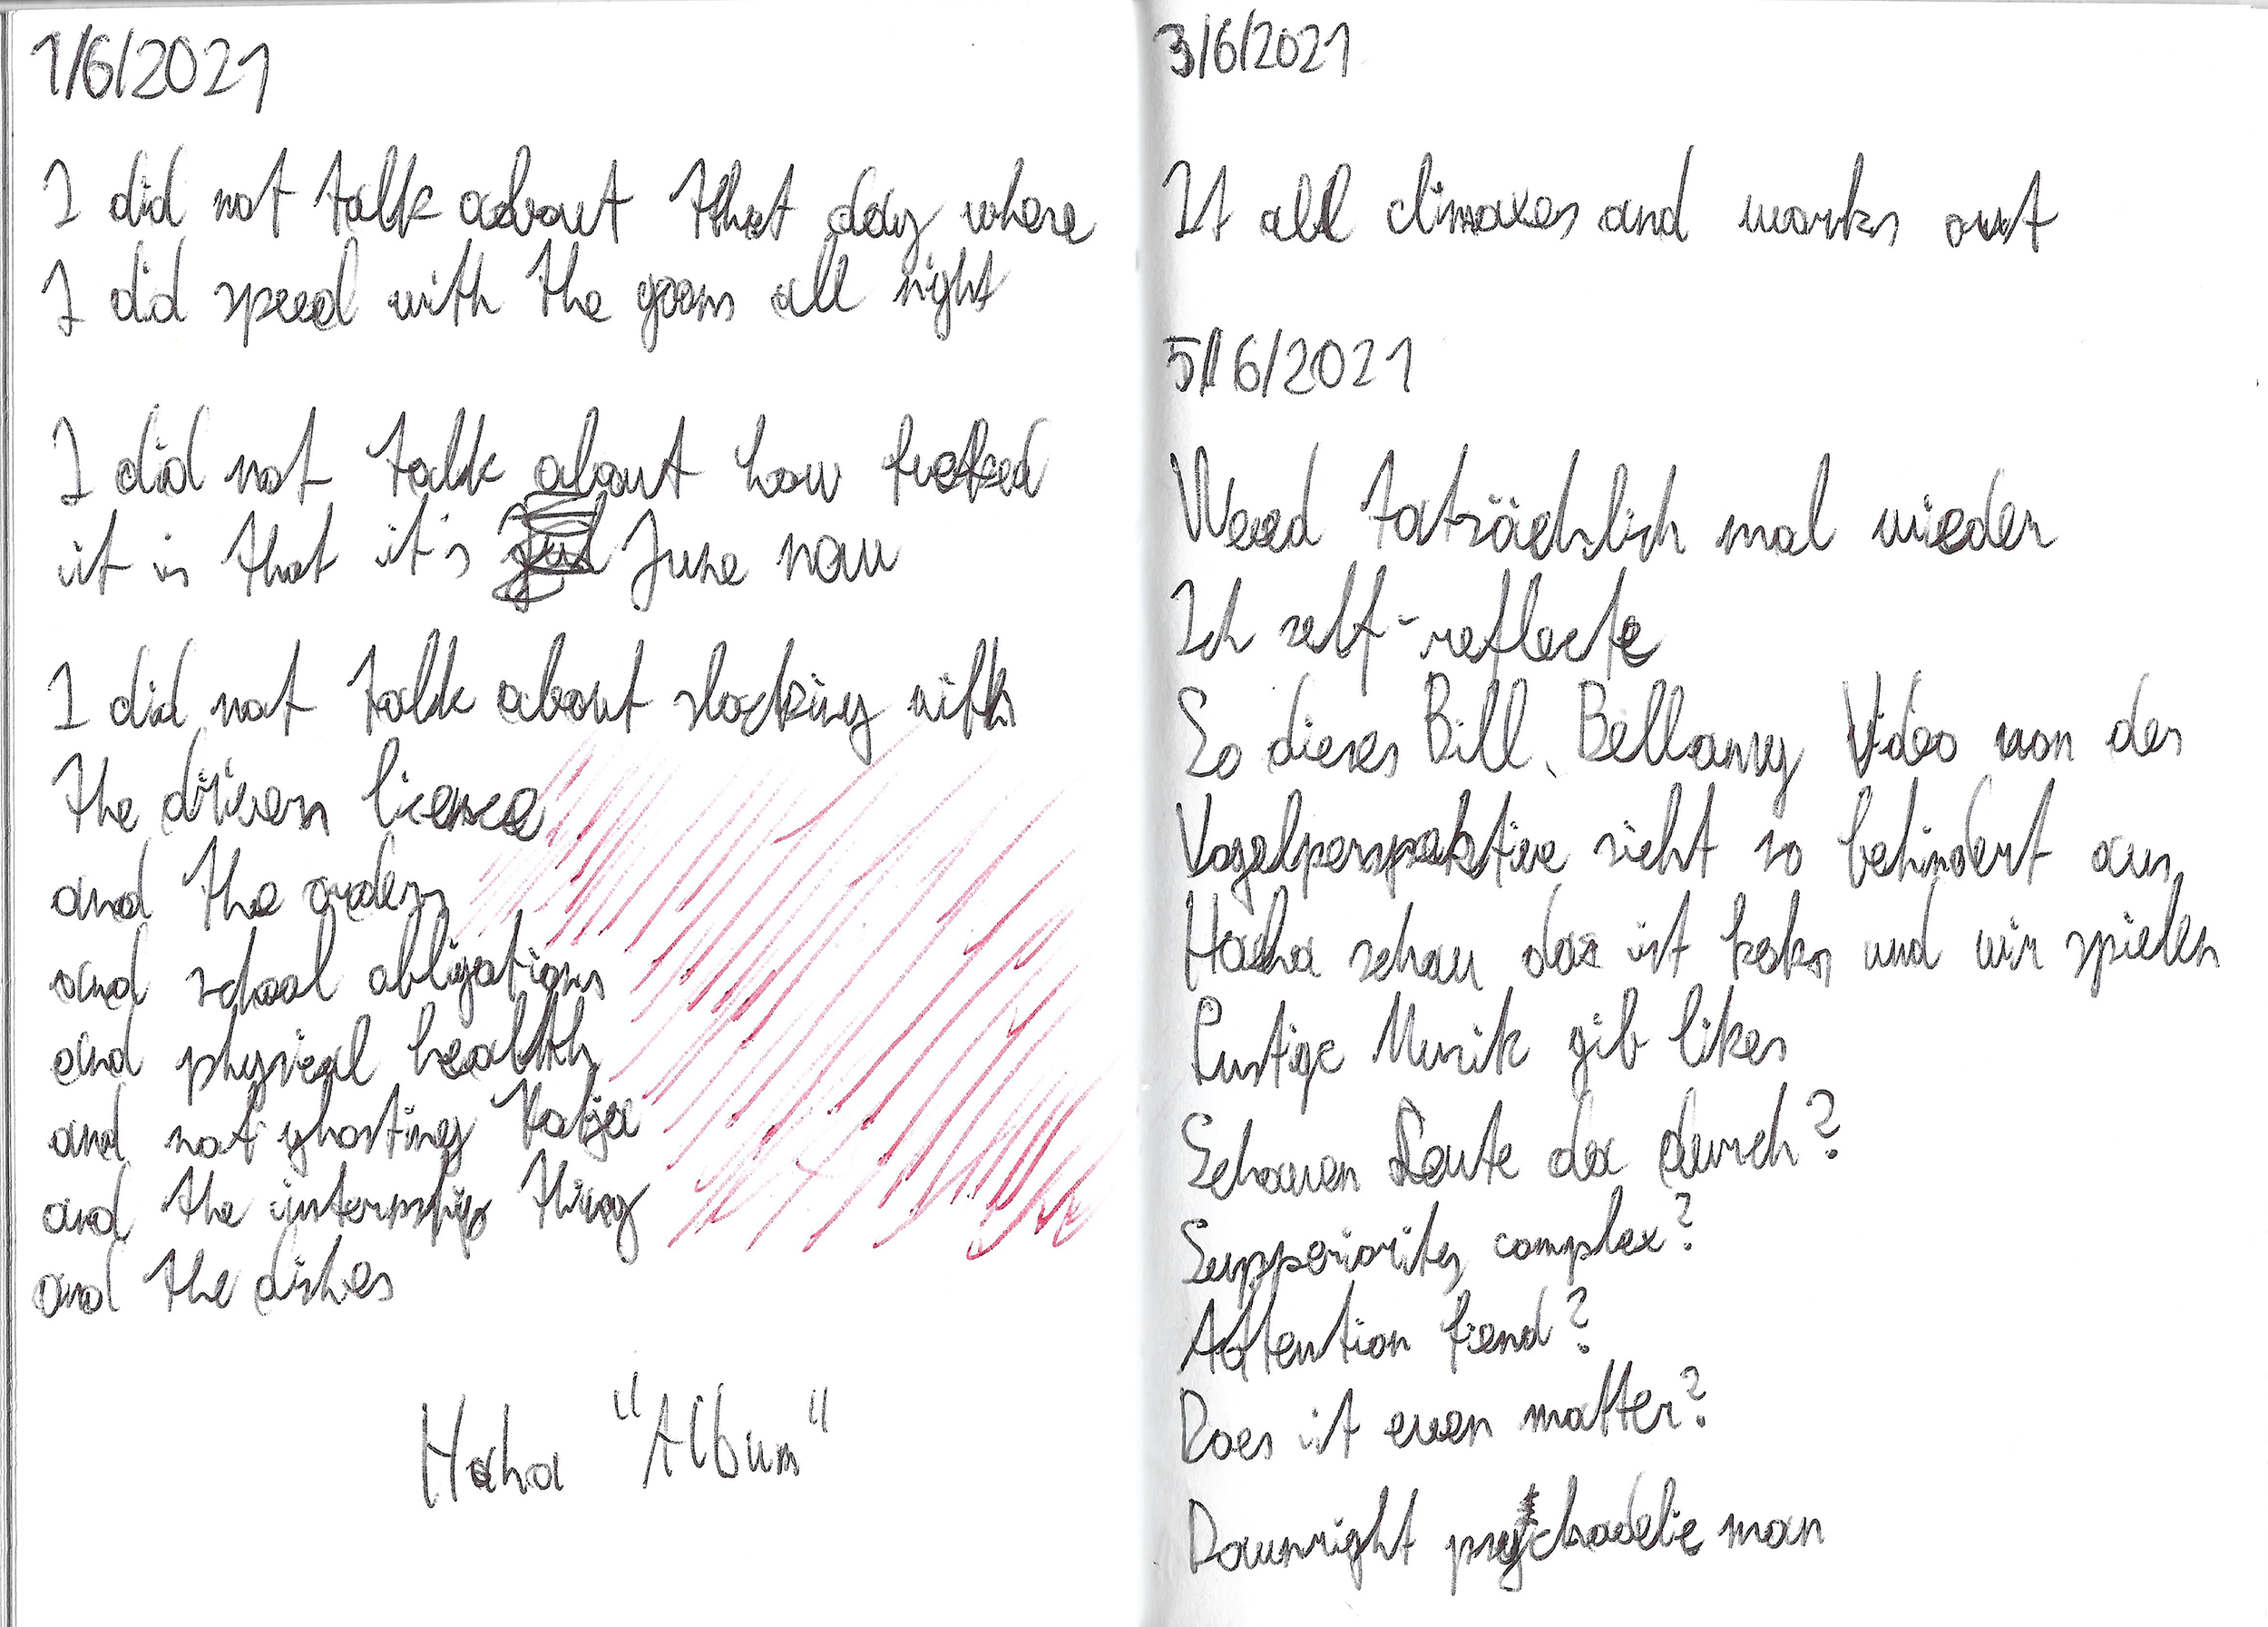 1/6/2021
I did not talk about that day where
I did speed with the goons all night
I did not talk about how fucked
it is that it's June now
I did not talk about slacking with
the drivers license
and the orders
and school obligations
and physical health
and not ghosting Katja
and the internship thing
and the dishes
Haha "Album"
3/6/2021
It all climaxes and works out
5/6/2021
Weed tatsächlich mal wieder
Ich self-reflecte
So dieses Bill Bellamy Video von der
Vogelperspektive sieht so behindert aus
Haha schau das ist keks und wir spielen
Lustige Musik gib likes
Schauen Leute da durch?
Supperiority complex?
Attention fiend?
Does it even matter?
Downright psychadelic man